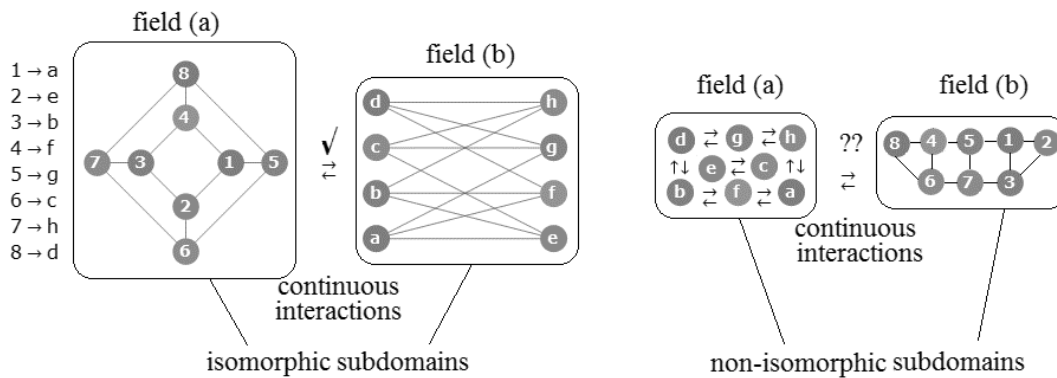 field (a)
1 → a
2 → e
3 → b
4 → f
5 → g
6 → c
7 → h
8 → d
8
4
7 3 1 5
2
6
√
⇄
field (b)
d h
c g
b f
a e
continuous
interactions
isomorphic subdomains
field (a)
d ⇄ g ⇄ h
↑↓ e ⇄ c ↑↓
b ⇄ f ⇄ a
??
⇄
field (b)
8 4 5 1 2
6 7 3
continuous
interactions
non-isomorphic subdomains